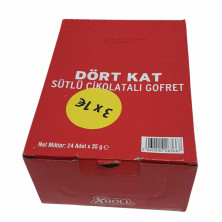 DÖRT KAT
SÜTLÜ ÇİKOLATALI GOFRET
3 x 1€
Net Miktar: 24 Adet x 35 g e